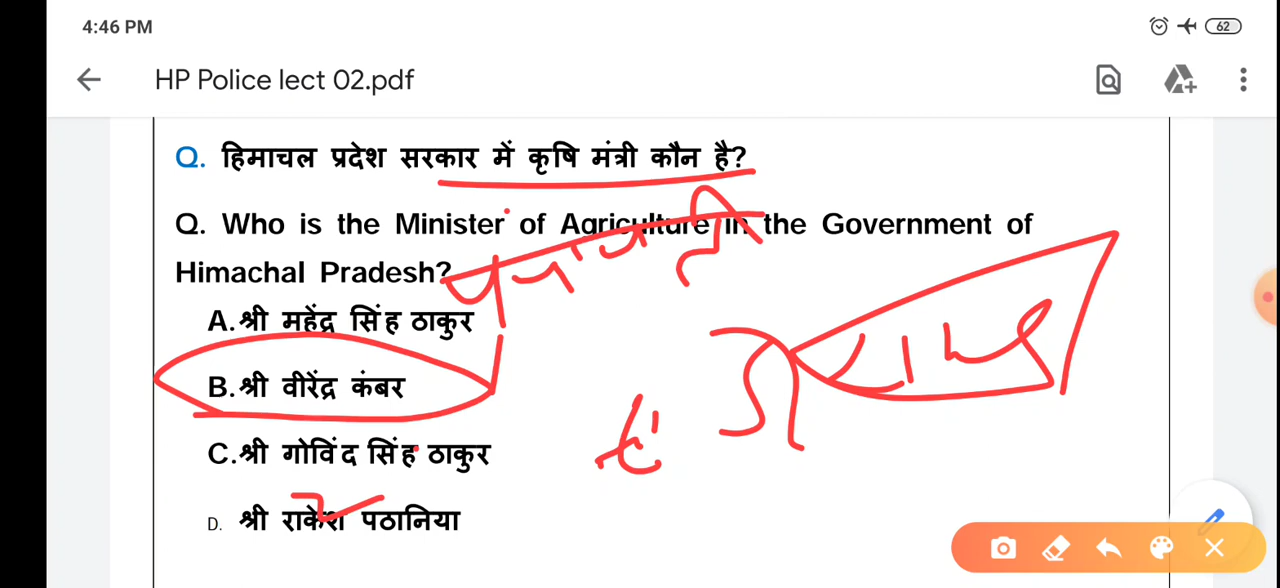 4:46 PM
62
HP Police lect 02.pdf
Q. हिमाचल प्रदेश सरकार में कृषि मंत्री कौन है?
Q. Who is the Minister of Agriculture in the Government of
Himachal Pradesh?
A.श्री महेंद्र सिंह ठाकुर
B.श्री वीरेंद्र कंबर
C.श्री गोविंद सिंह ठाकुर
D. श्री राकेश पठानिया